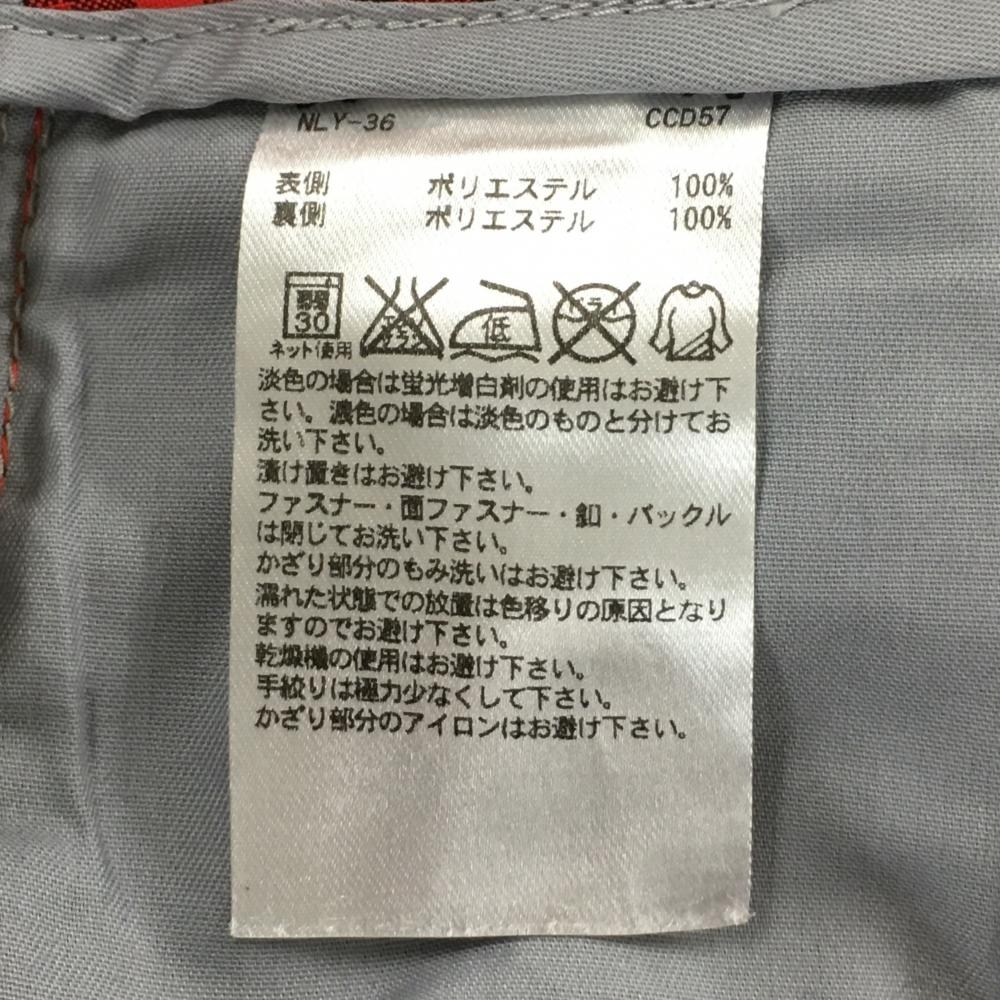 NLY-36 CCD57
表側 ポリエステル 100%
裏側 ポリエステル 100%
30 低 ドライ
ネット使用
淡色の場合は蛍光増白剤の使用はお避け下
さい。濃色の場合は淡色のものと分けてお
洗い下さい。
漬け置きはお避け下さい。
ファスナー・面ファスナー・釦・バックル
は閉じてお洗い下さい。
かざり部分のもみ洗いはお避け下さい。
濡れた状態での放置は色移りの原因となり
ますのでお避け下さい。
乾燥機の使用はお避け下さい。
手絞りは極力少なくして下さい。
かざり部分のアイロンはお避け下さい。